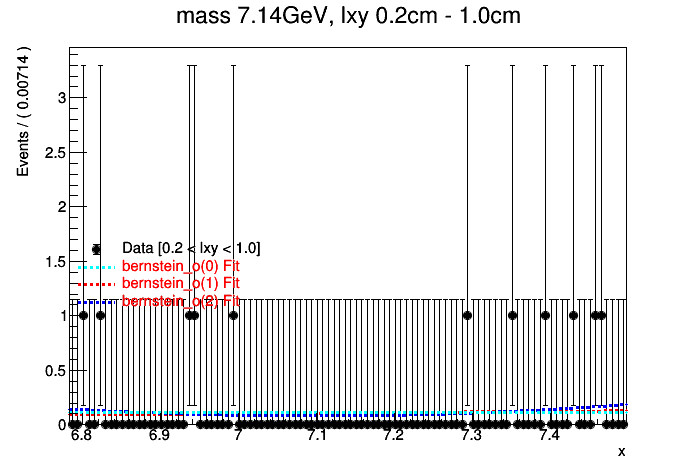 mass 7.14GeV, lxy 0.2cm - 1.0cm
Events / ( 0.00714 )
3
2.5
2
1.5
1
0.5
0
Data [0.2 < lxy < 1.0]
bernstein_o(0) Fit
bernstein_o(1) Fit
bernstein_o(2) Fit
6.8 6.9 7 7.1 7.2 7.3 7.4
x